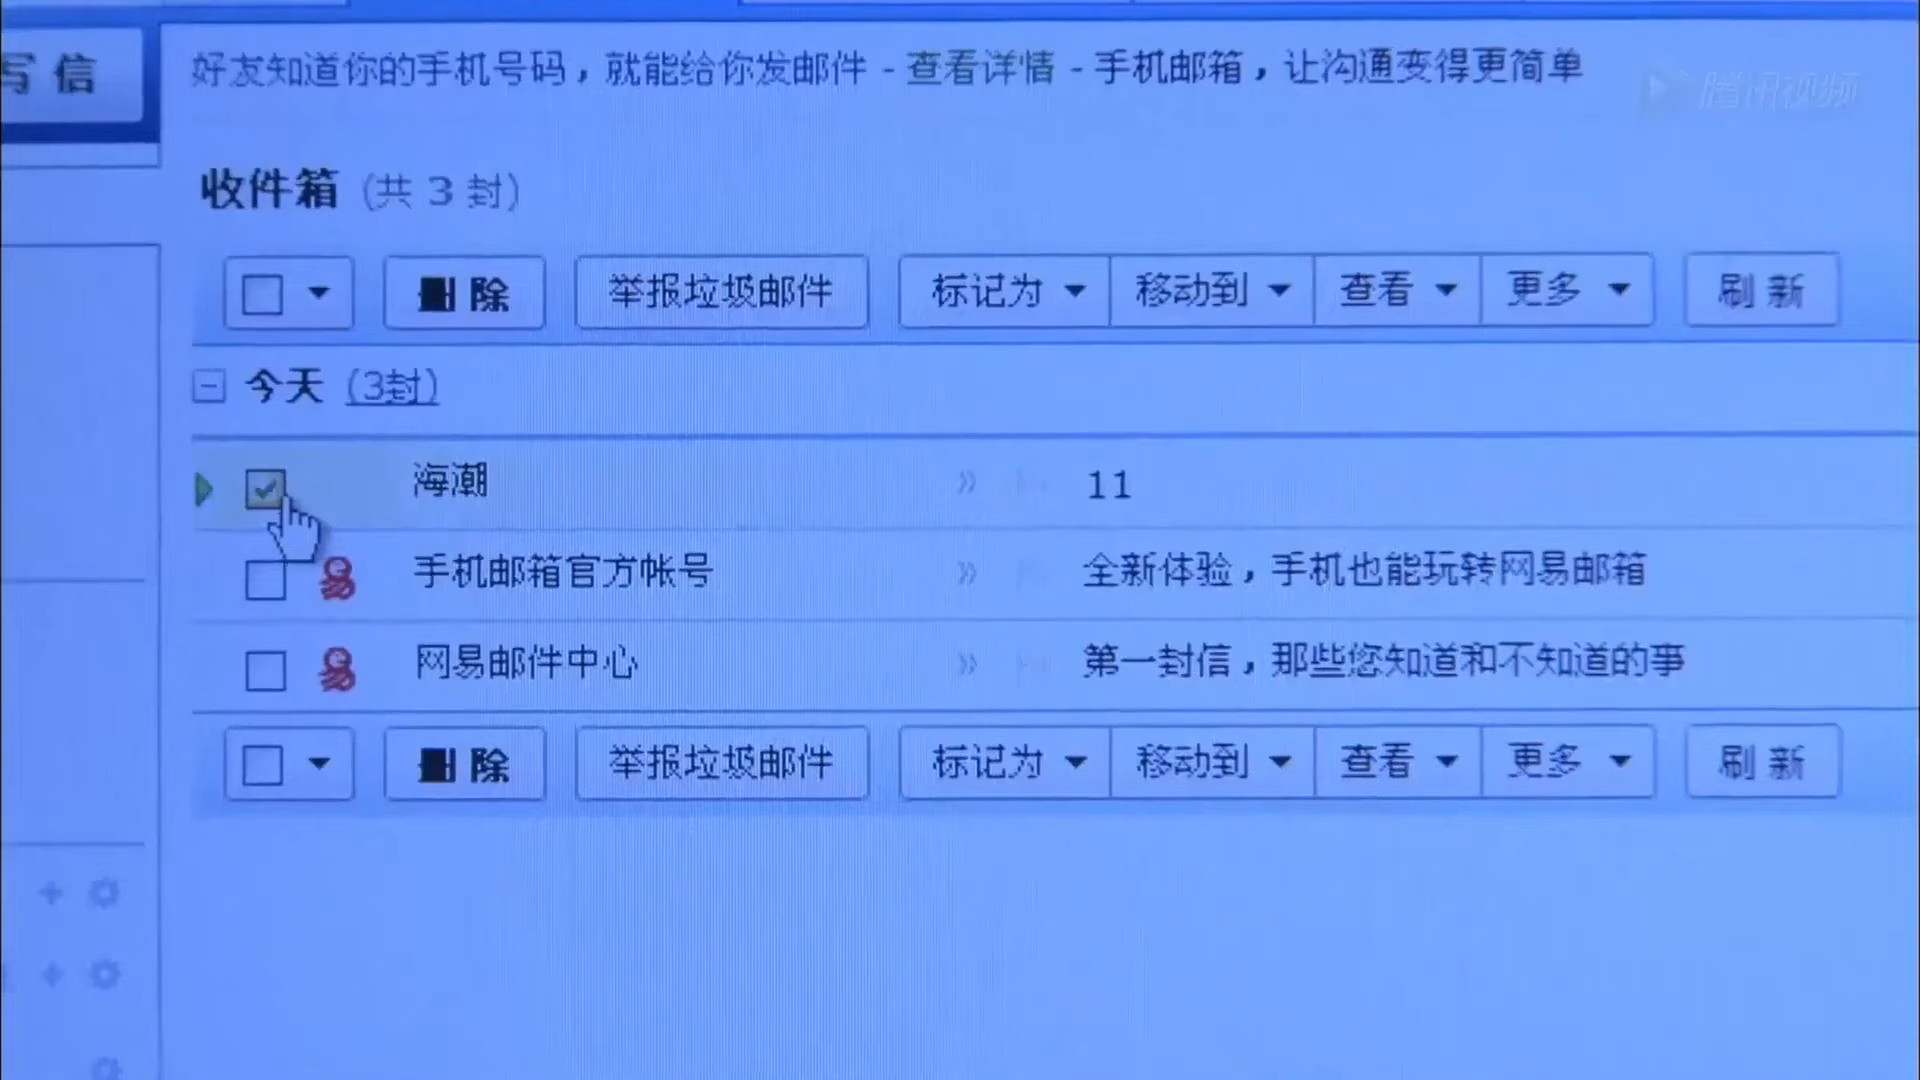 写 信
好友知道你的手机号码，就能给你发邮件 - 查看详情 - 手机邮箱，让沟通变得更简单
腾讯视频
收件箱 (共 3 封)
删 除 举报垃圾邮件 标记为 移动到 查看 更多 刷 新
今天 (3封)
海潮 » 11
手机邮箱官方帐号 » 全新体验，手机也能玩转网易邮箱
网易邮件中心 » 第一封信，那些您知道和不知道的事
删 除 举报垃圾邮件 标记为 移动到 查看 更多 刷 新